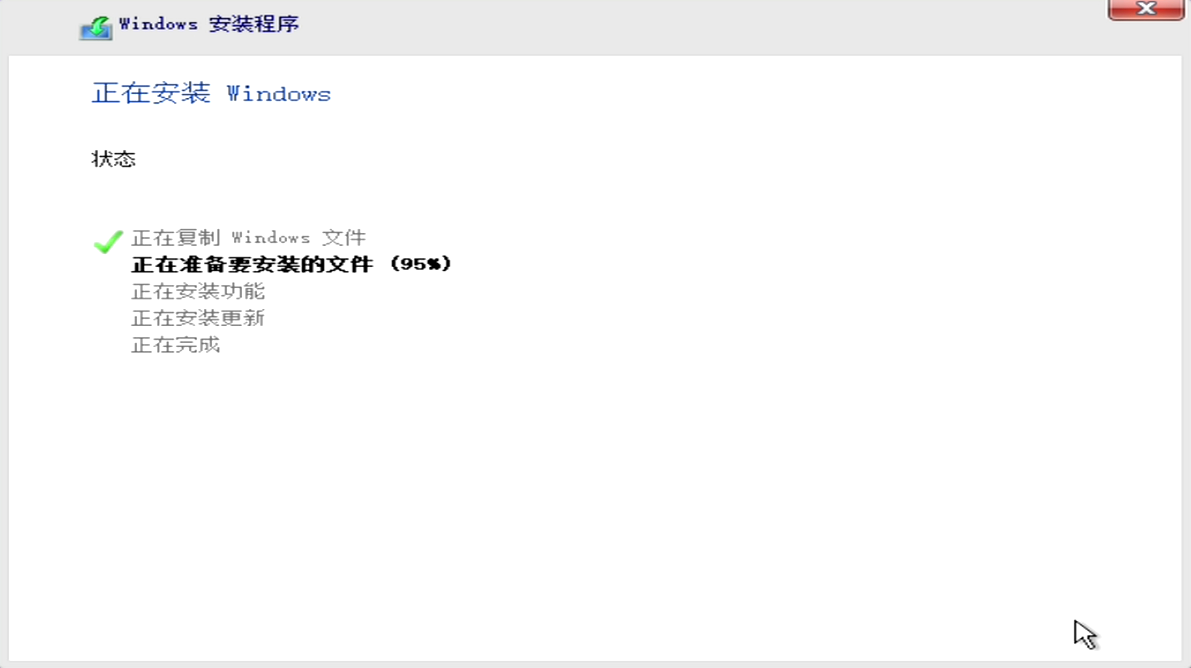 Windows 安装程序
正在安装 Windows
状态
正在复制 Windows 文件
正在准备要安装的文件 (95%)
正在安装功能
正在安装更新
正在完成